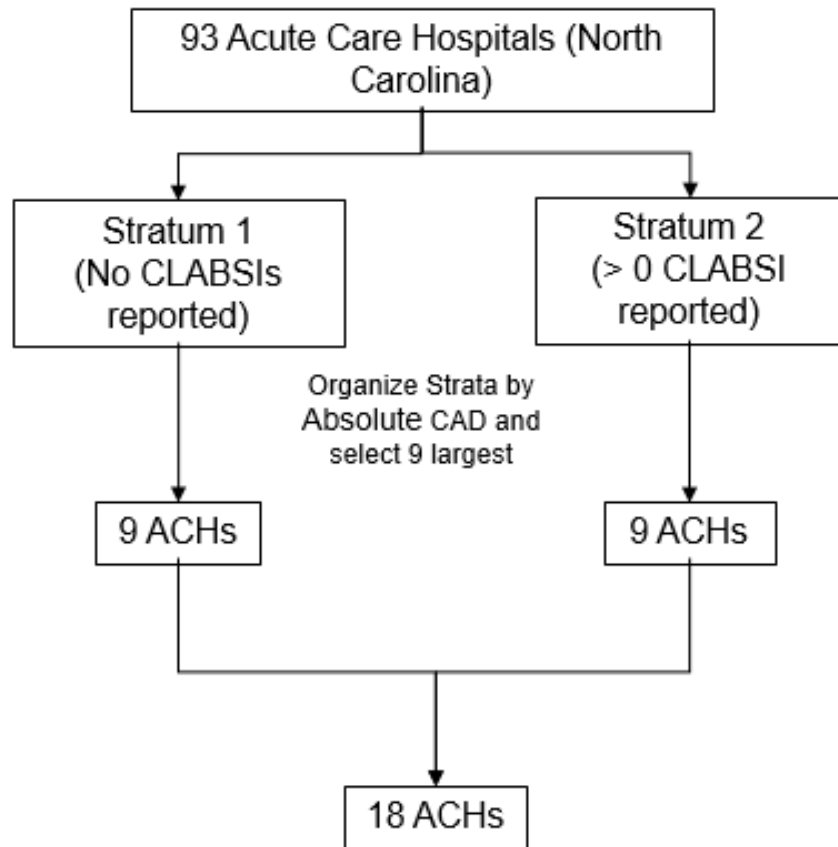 93 Acute Care Hospitals (North
Carolina)
Stratum 1
(No CLABSIs
reported)
Stratum 2
(> 0 CLABSI
reported)
Organize Strata by
Absolute CAD and
select 9 largest
9 ACHs
9 ACHs
18 ACHs